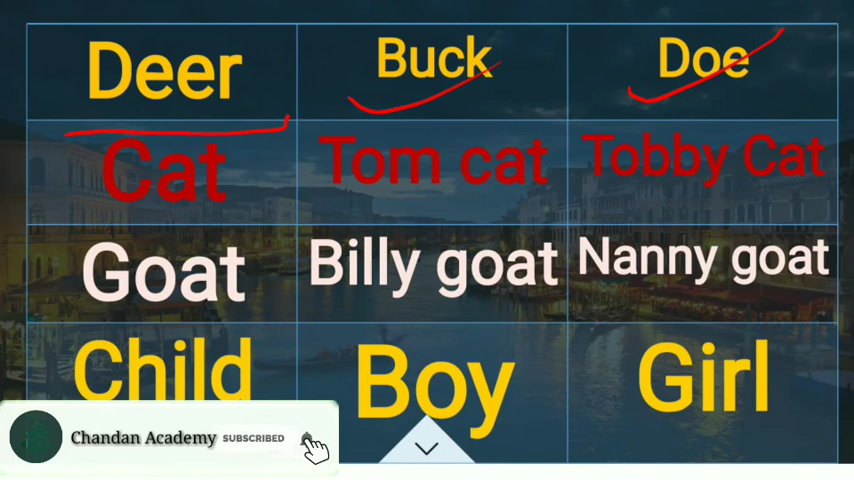 Deer Buck Doe
Cat Tom cat Tobby Cat
Goat Billy goat Nanny goat
Child Boy Girl
Chandan Academy SUBSCRIBED